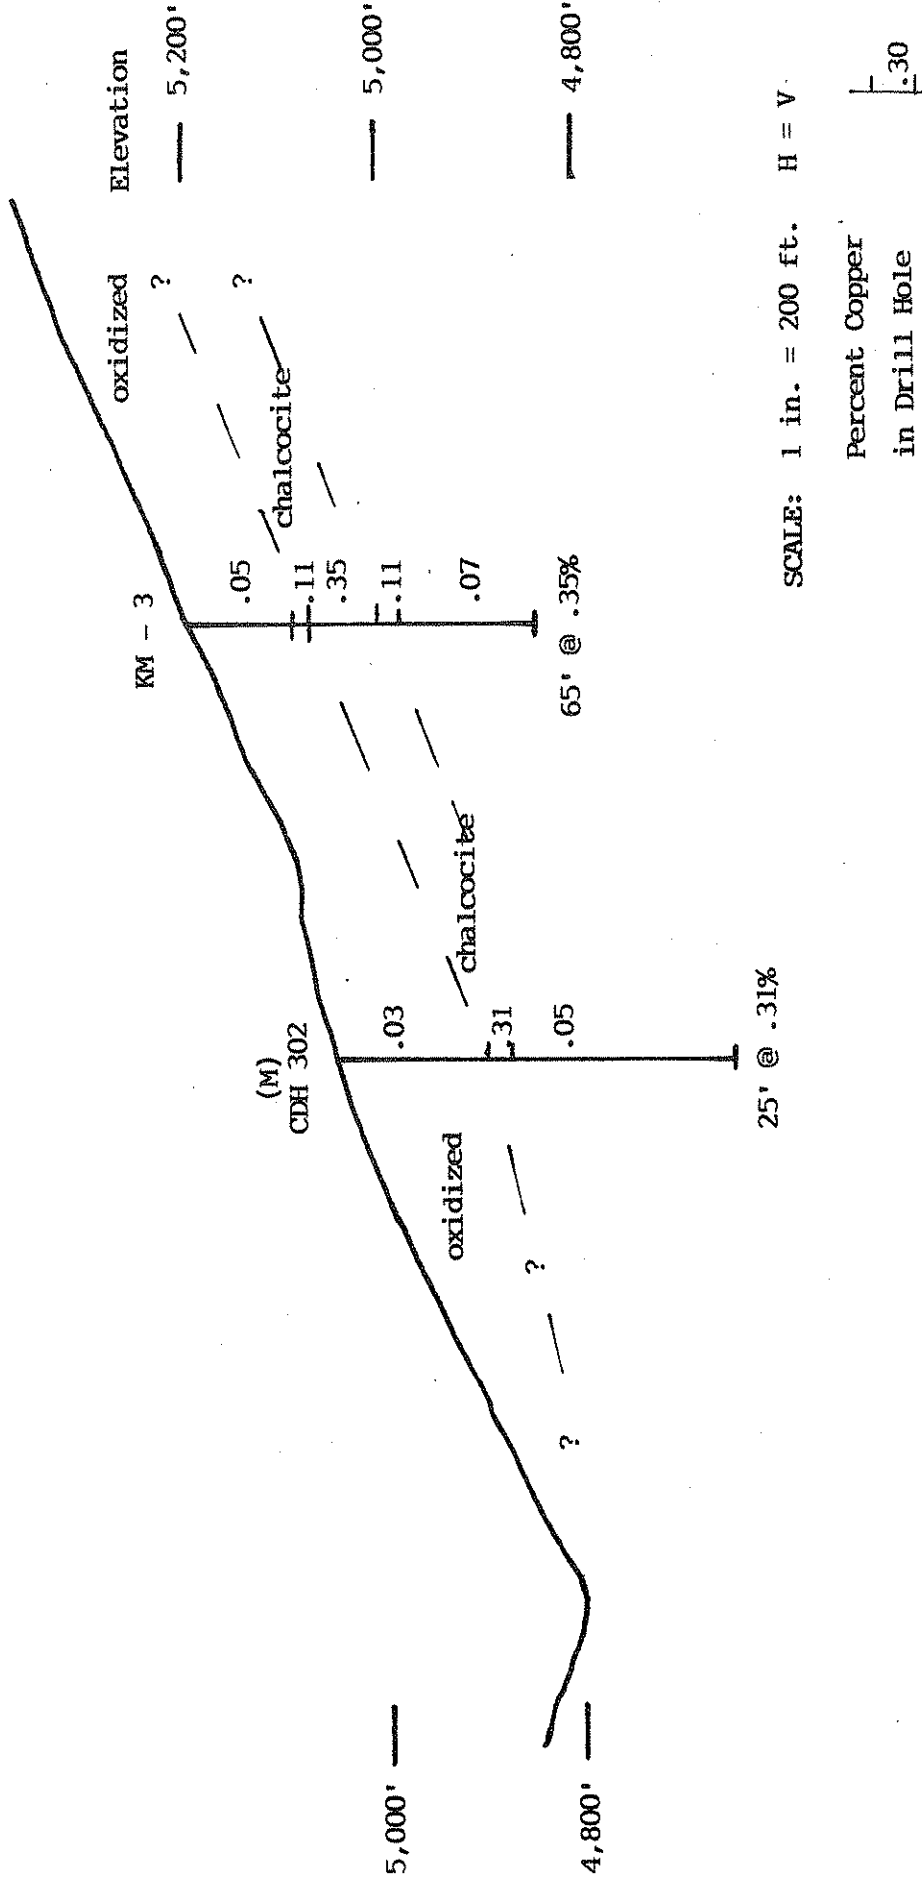 Elevation
5,200'
5,000'
4,800'
oxidized
?
?
chalcocite
KM - 3
.05
.11
.35
.11
.07
65' @ .35%
chalcocite
(M)
CDH 302
.03
.31
.05
25' @ .31%
oxidized
?
?
5,000'
4,800'
SCALE: 1 in. = 200 ft. H = V
Percent Copper
in Drill Hole
.30